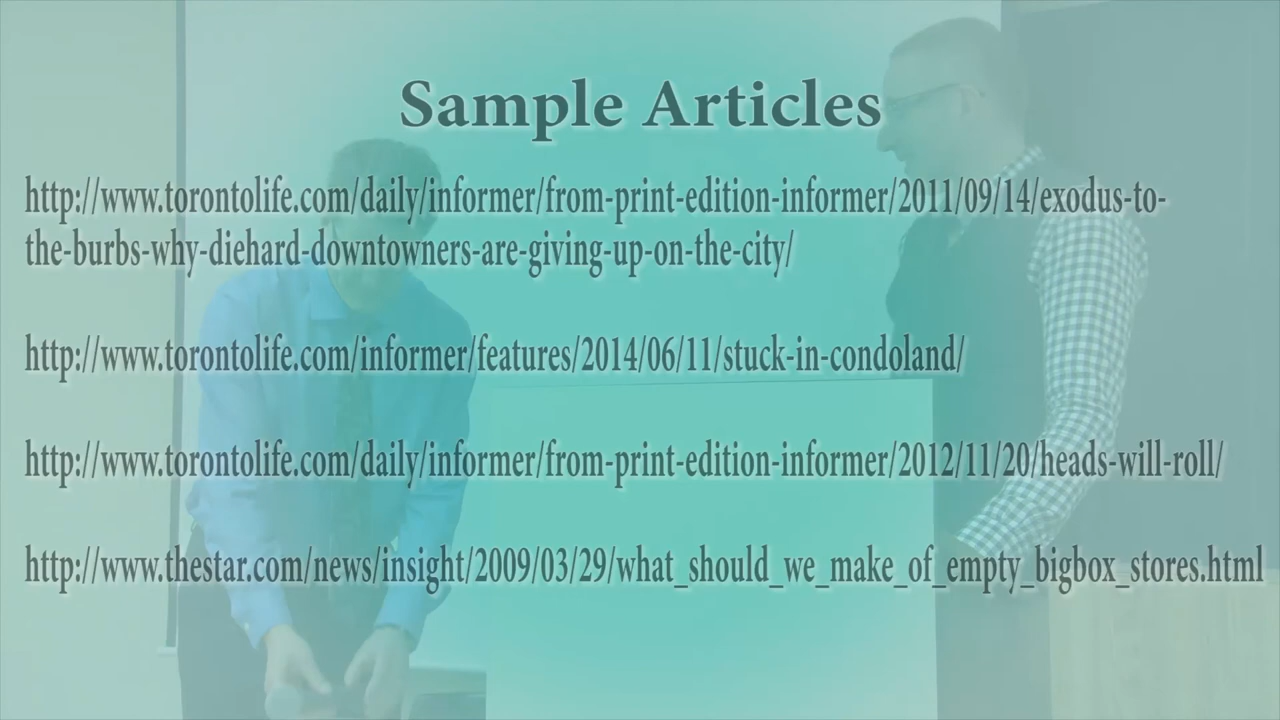 Sample Articles
http://www.torontolife.com/daily/informer/from-print-edition-informer/2011/09/14/exodus-to-
the-burbs-why-diehard-downtowners-are-giving-up-on-the-city/
http://www.torontolife.com/informer/features/2014/06/11/stuck-in-condoland/
http://www.torontolife.com/daily/informer/from-print-edition-informer/2012/11/20/heads-will-roll/
http://www.thestar.com/news/insight/2009/03/29/what_should_we_make_of_empty_bigbox_stores.html